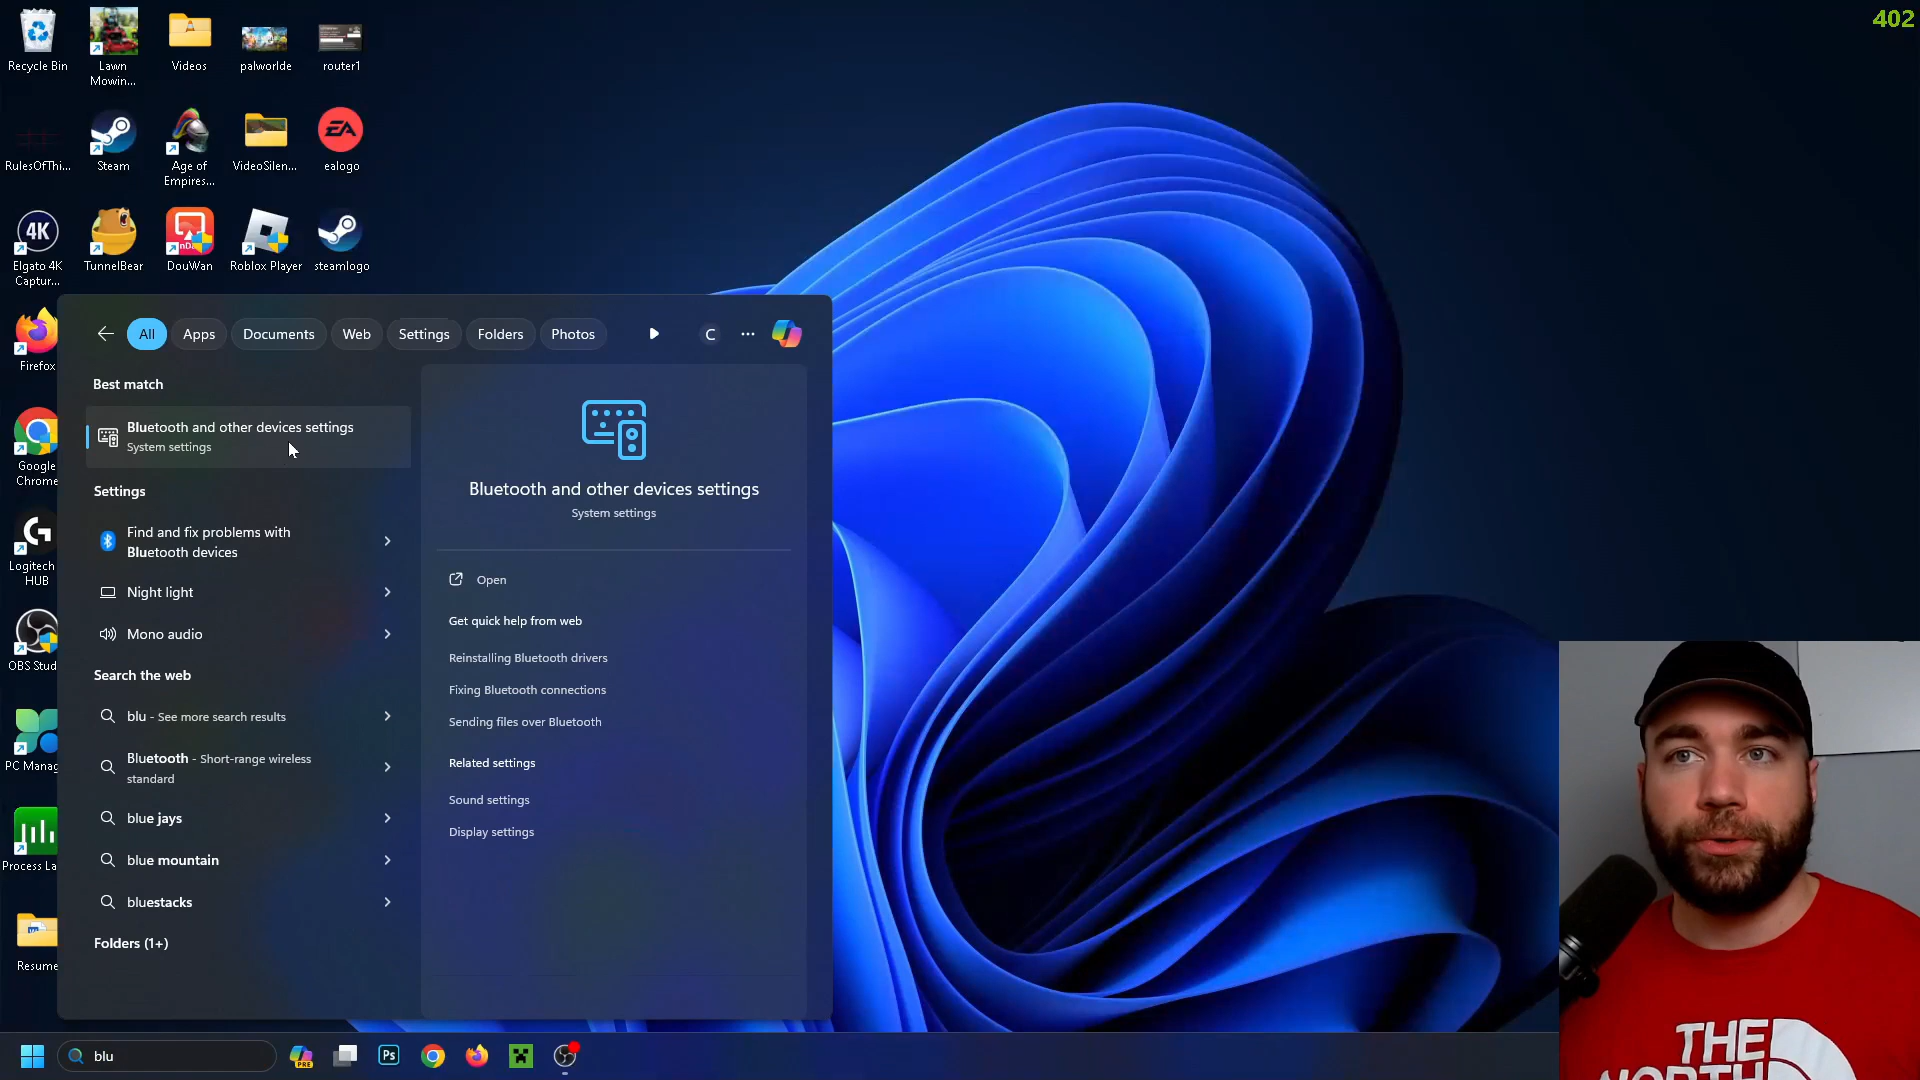 402
Recycle Bin
Lawn
Mowin...
Videos
palworlde
router1
RulesOfThi...
Steam
Age of
Empires...
VideoSilen...
EA
ealogo
4K
Elgato 4K
Captur...
TunnelBear
DouWan
Roblox Player
steamlogo
Firefox
Google
Chrome
Logitech
HUB
OBS Stud
PC Manag
Process La
Resume
All
Apps
Documents
Web
Settings
Folders
Photos
C
Best match
Bluetooth and other devices settings
System settings
Settings
Find and fix problems with
Bluetooth devices
Night light
Mono audio
Search the web
blu - See more search results
Bluetooth - Short-range wireless
standard
blue jays
blue mountain
bluestacks
Folders (1+)
Bluetooth and other devices settings
System settings
Open
Get quick help from web
Reinstalling Bluetooth drivers
Fixing Bluetooth connections
Sending files over Bluetooth
Related settings
Sound settings
Display settings
blu
PRE
Ps
THE
NORTH